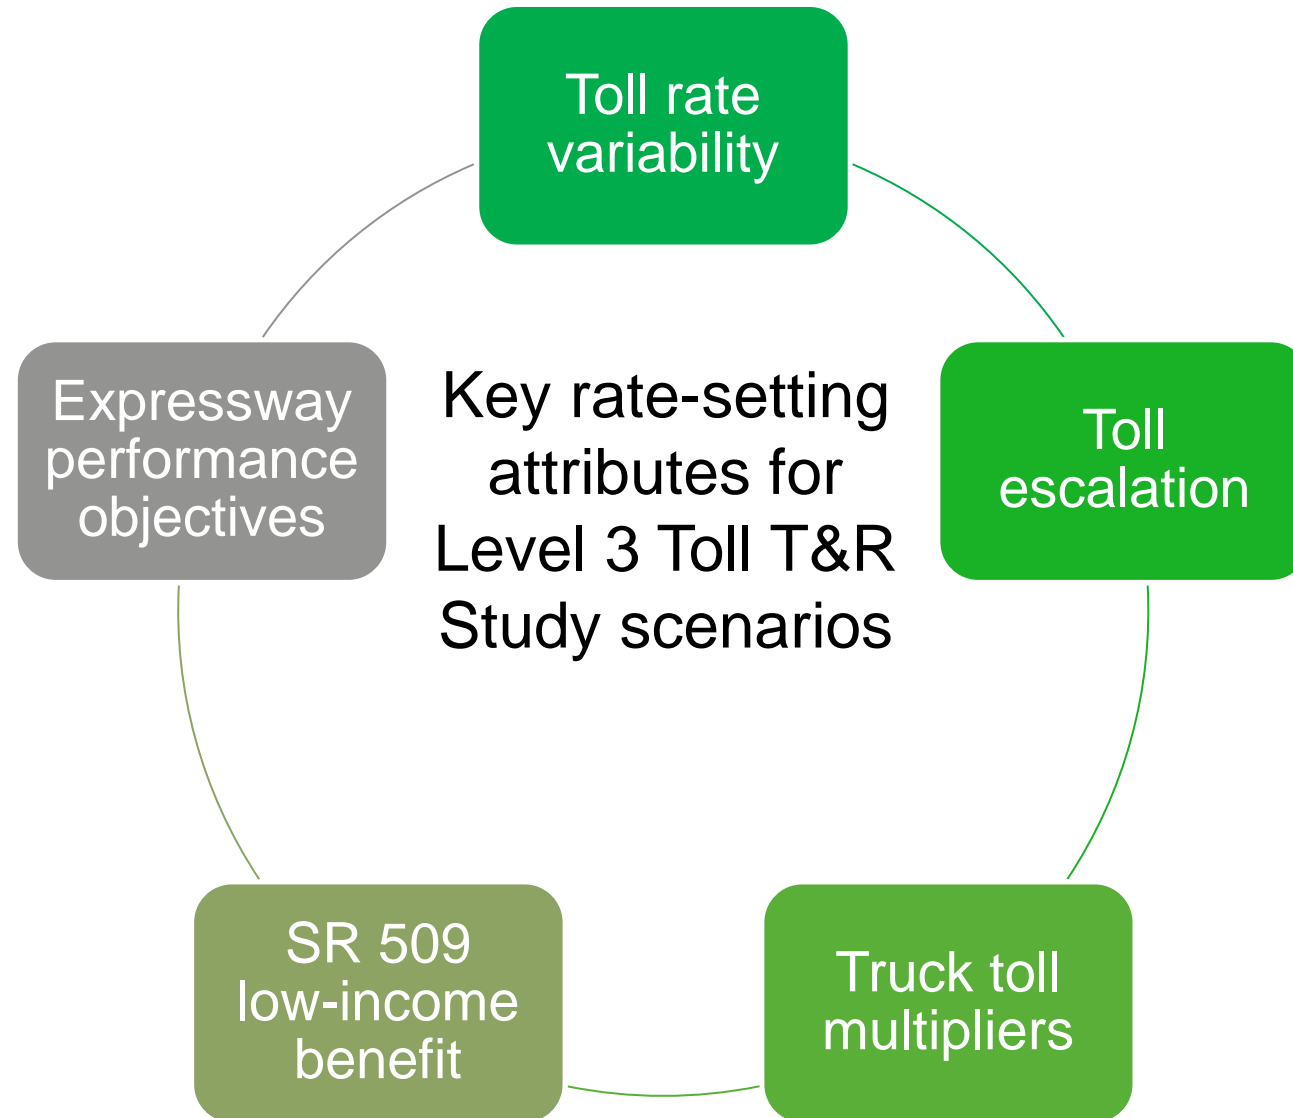 Toll rate
variability
Expressway
performance
objectives
Key rate-setting
attributes for
Level 3 Toll T&R
Study scenarios
Toll
escalation
SR 509
low-income
benefit
Truck toll
multipliers